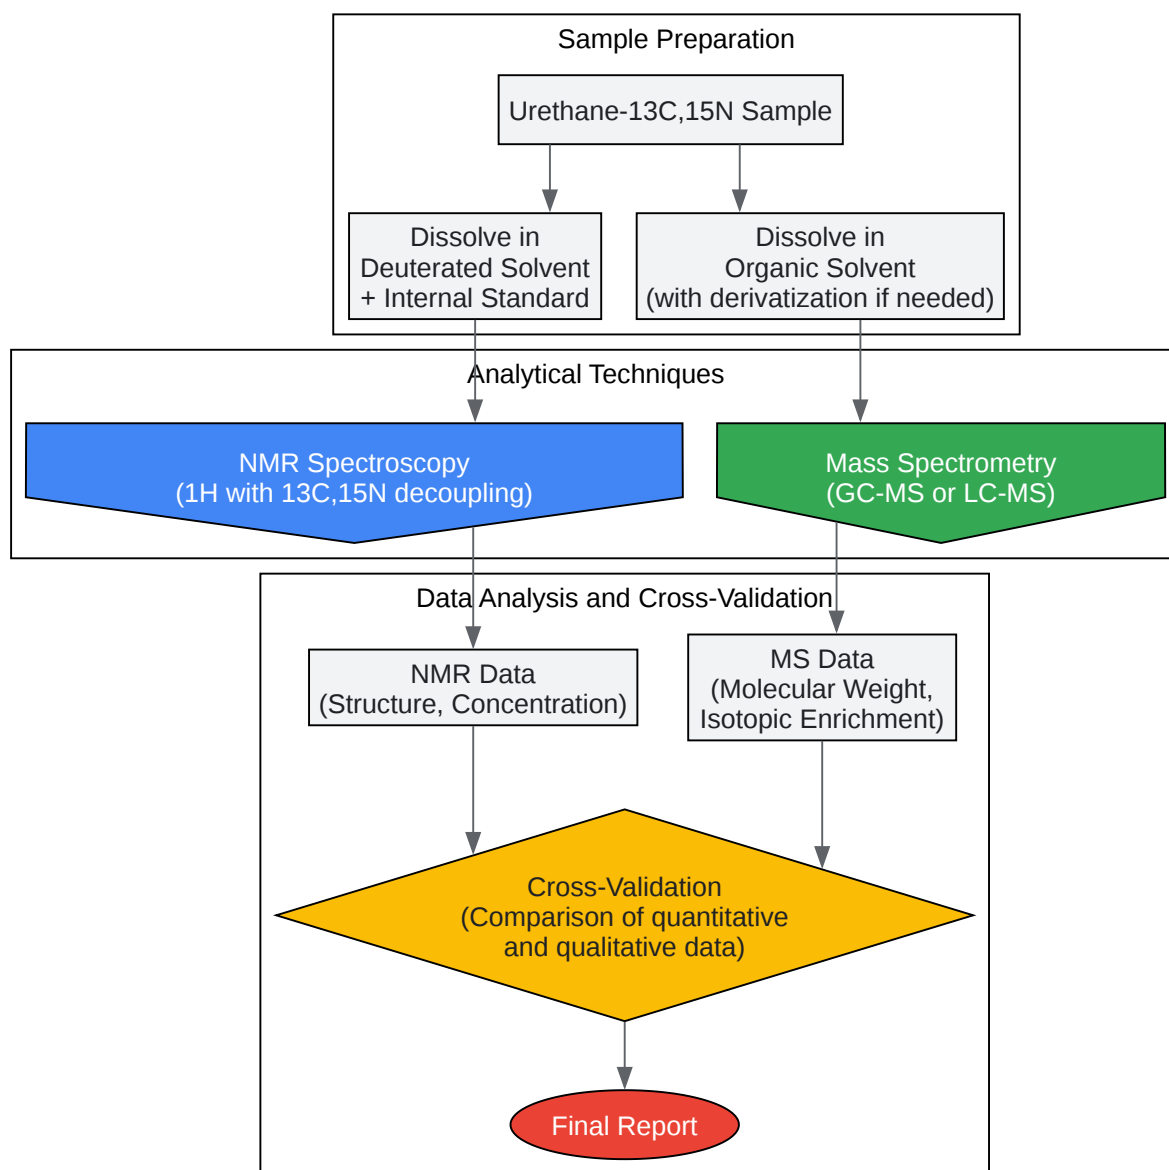 Sample Preparation
Urethane-13C,15N Sample
Dissolve in
Deuterated Solvent
+ Internal Standard
Dissolve in
Organic Solvent
(with derivatization if needed)
Analytical Techniques
NMR Spectroscopy
(1H with 13C,15N decoupling)
Mass Spectrometry
(GC-MS or LC-MS)
Data Analysis and Cross-Validation
NMR Data
(Structure, Concentration)
MS Data
(Molecular Weight,
Isotopic Enrichment)
Cross-Validation
(Comparison of quantitative
and qualitative data)
Final Report